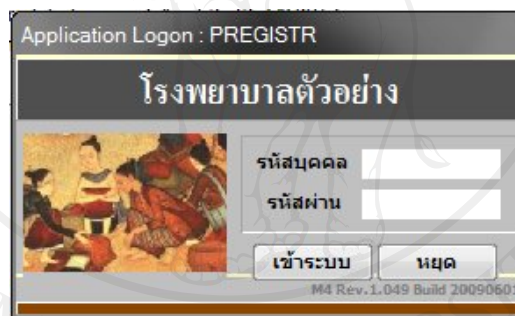 Application Logon : PREGISTR
โรงพยาบาลตัวอย่าง
รหัสบุคคล
รหัสผ่าน
เข้าระบบ หยุด
M4 Rev.1.049 Build 20090601